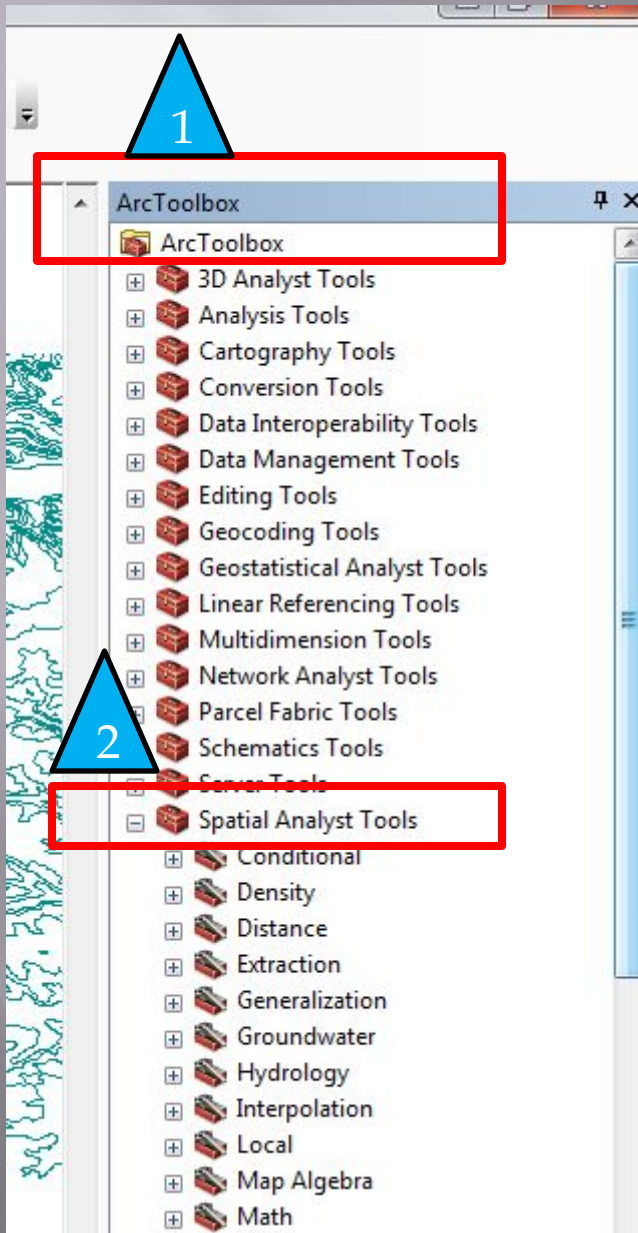 1
ArcToolbox
ArcToolbox
3D Analyst Tools
Analysis Tools
Cartography Tools
Conversion Tools
Data Interoperability Tools
Data Management Tools
Editing Tools
Geocoding Tools
Geostatistical Analyst Tools
Linear Referencing Tools
Multidimension Tools
Network Analyst Tools
Parcel Fabric Tools
2
Schematics Tools
Server Tools
Spatial Analyst Tools
Conditional
Density
Distance
Extraction
Generalization
Groundwater
Hydrology
Interpolation
Local
Map Algebra
Math